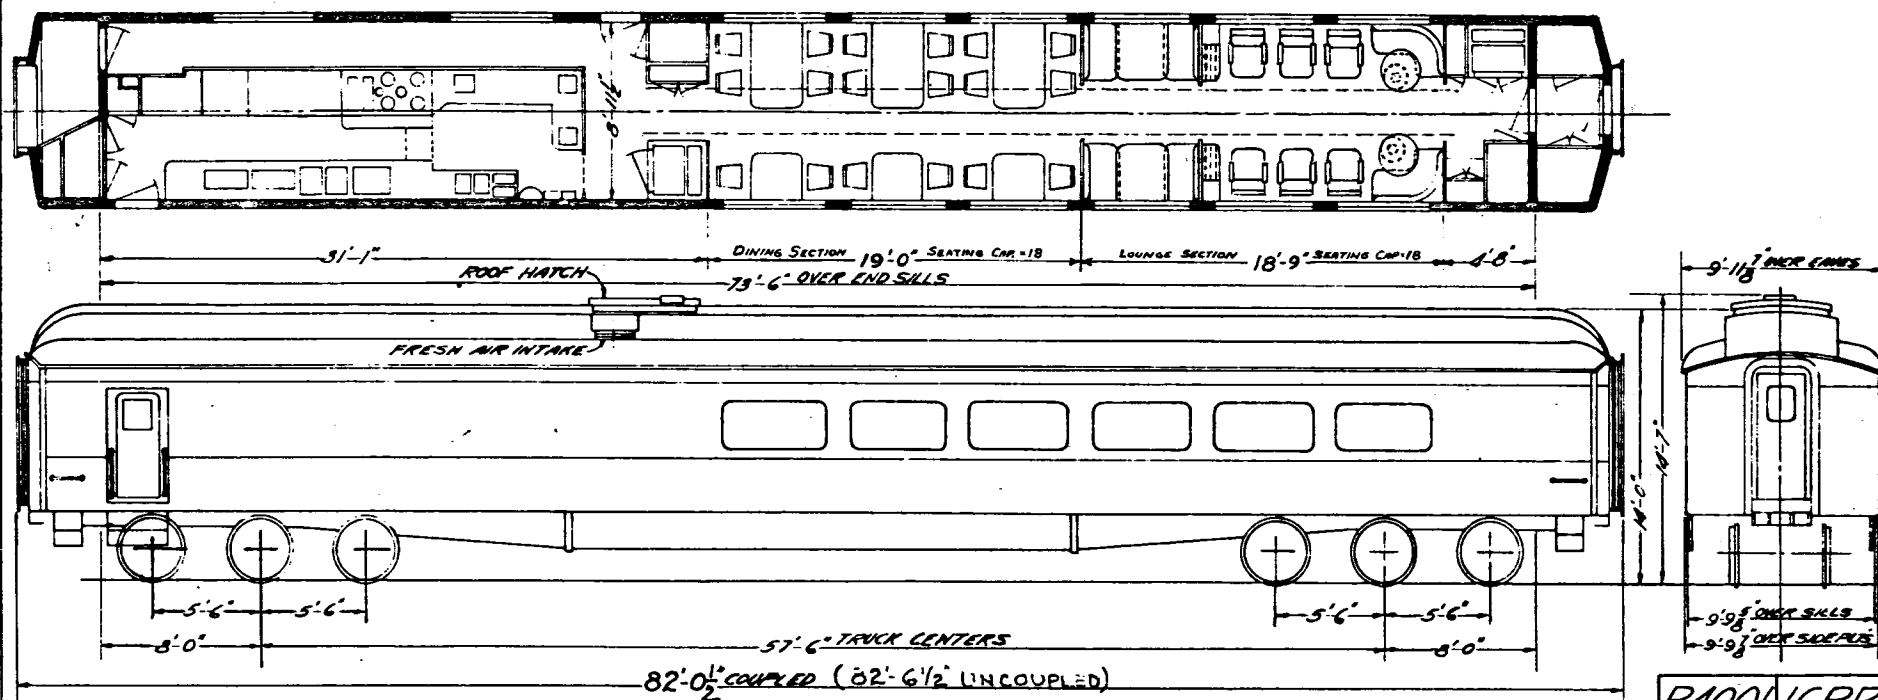 8'-11½"
31'-1"
DINING SECTION 19'-0" SEATING CAP.=18
LOUNGE SECTION 18'-9" SEATING CAP.=18
4'-8"
73'-6" OVER END SILLS
ROOF HATCH
FRESH AIR INTAKE
9'-11⅞" OVER EAVES
14'-0"
14'-7"
5'-6"
5'-6"
5'-6"
5'-6"
8'-0"
57'-6" TRUCK CENTERS
8'-0"
9'-9⅝" OVER SILLS
9'-9⅞" OVER SIDE PLS
82'-0½" COUPLED (82'-6½" UNCOUPLED)